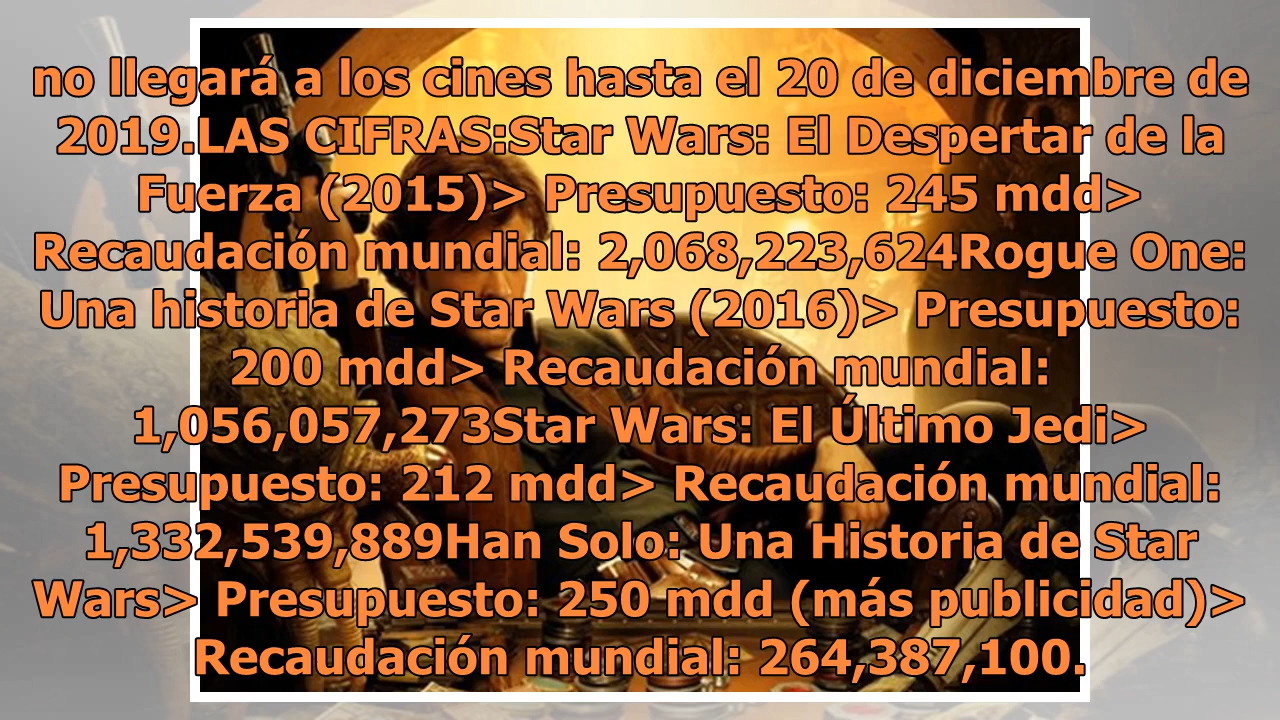 no llegará a los cines hasta el 20 de diciembre de
2019.LAS CIFRAS:Star Wars: El Despertar de la
Fuerza (2015)> Presupuesto: 245 mdd>
Recaudación mundial: 2,068,223,624Rogue One:
Una historia de Star Wars (2016)> Presupuesto:
200 mdd> Recaudación mundial:
1,056,057,273Star Wars: El Último Jedi>
Presupuesto: 212 mdd> Recaudación mundial:
1,332,539,889Han Solo: Una Historia de Star
Wars> Presupuesto: 250 mdd (más publicidad)>
Recaudación mundial: 264,387,100.